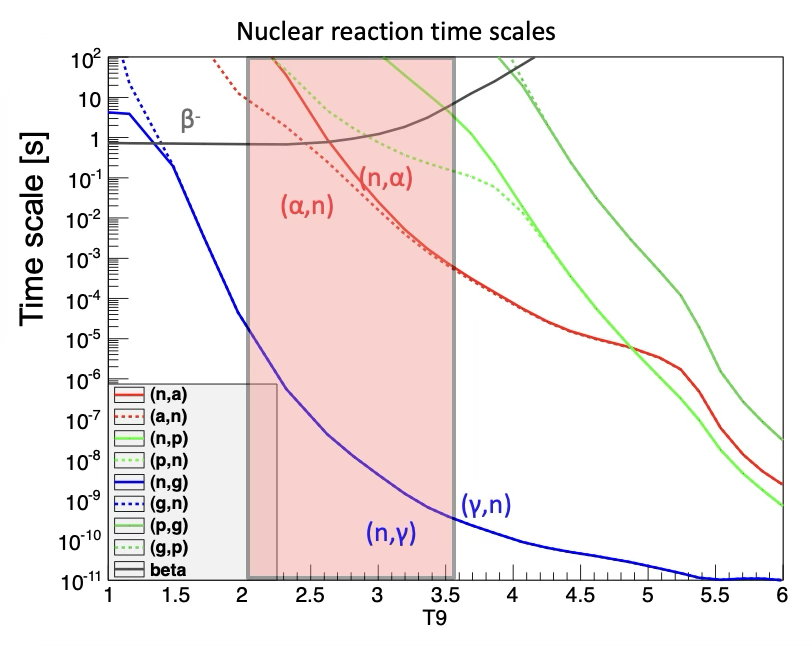 Nuclear reaction time scales
Time scale [s]
10²
10
1
10⁻¹
10⁻²
10⁻³
10⁻⁴
10⁻⁵
10⁻⁶
10⁻⁷
10⁻⁸
10⁻⁹
10⁻¹⁰
10⁻¹¹
β⁻
(n,α)
(α,n)
(γ,n)
(n,γ)
(n,a)
(a,n)
(n,p)
(p,n)
(n,g)
(g,n)
(p,g)
(g,p)
beta
1 1.5 2 2.5 3 3.5 4 4.5 5 5.5 6
T9